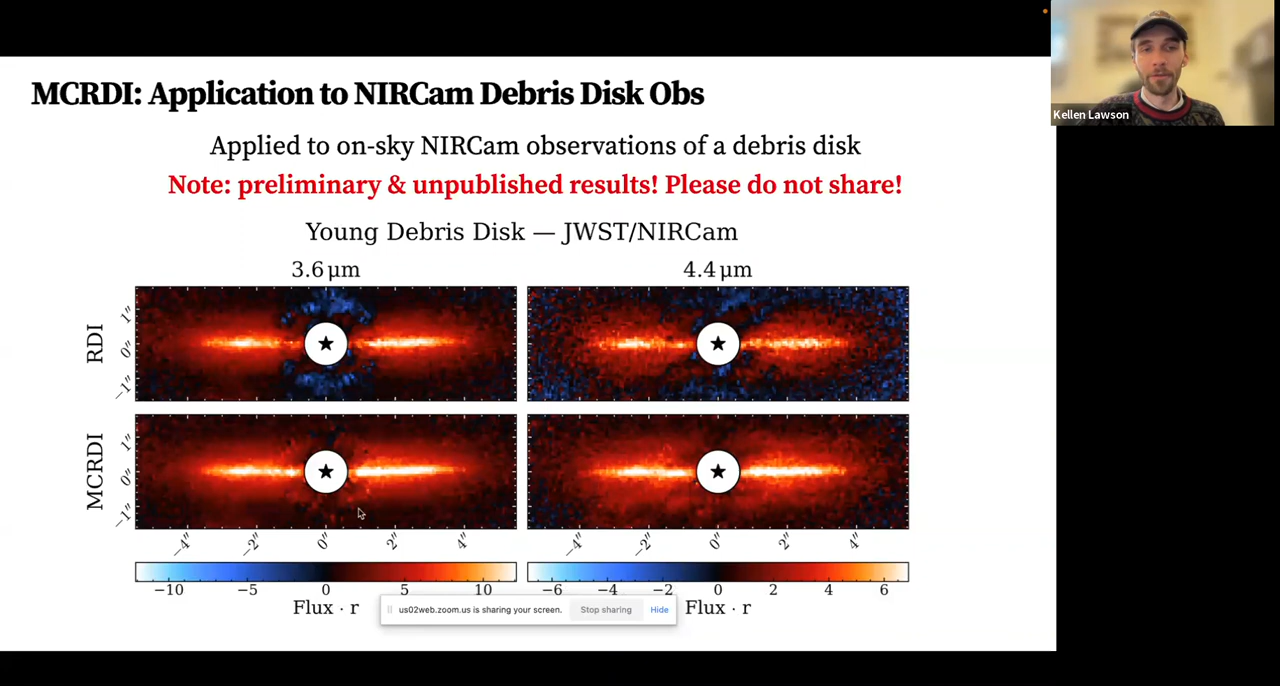 MCRDI: Application to NIRCam Debris Disk Obs
Kellen Lawson
Applied to on-sky NIRCam observations of a debris disk
Note: preliminary & unpublished results! Please do not share!
Young Debris Disk — JWST/NIRCam
3.6 μm 4.4 μm
RDI
1″
0″
−1″
MCRDI
1″
0″
−1″
−4″ −2″ 0″ 2″ 4″ −4″ −2″ 0″ 2″ 4″
−10 −5 0 5 10 −6 −4 −2 0 2 4 6
Flux · r Flux · r
us02web.zoom.us is sharing your screen. Stop sharing Hide